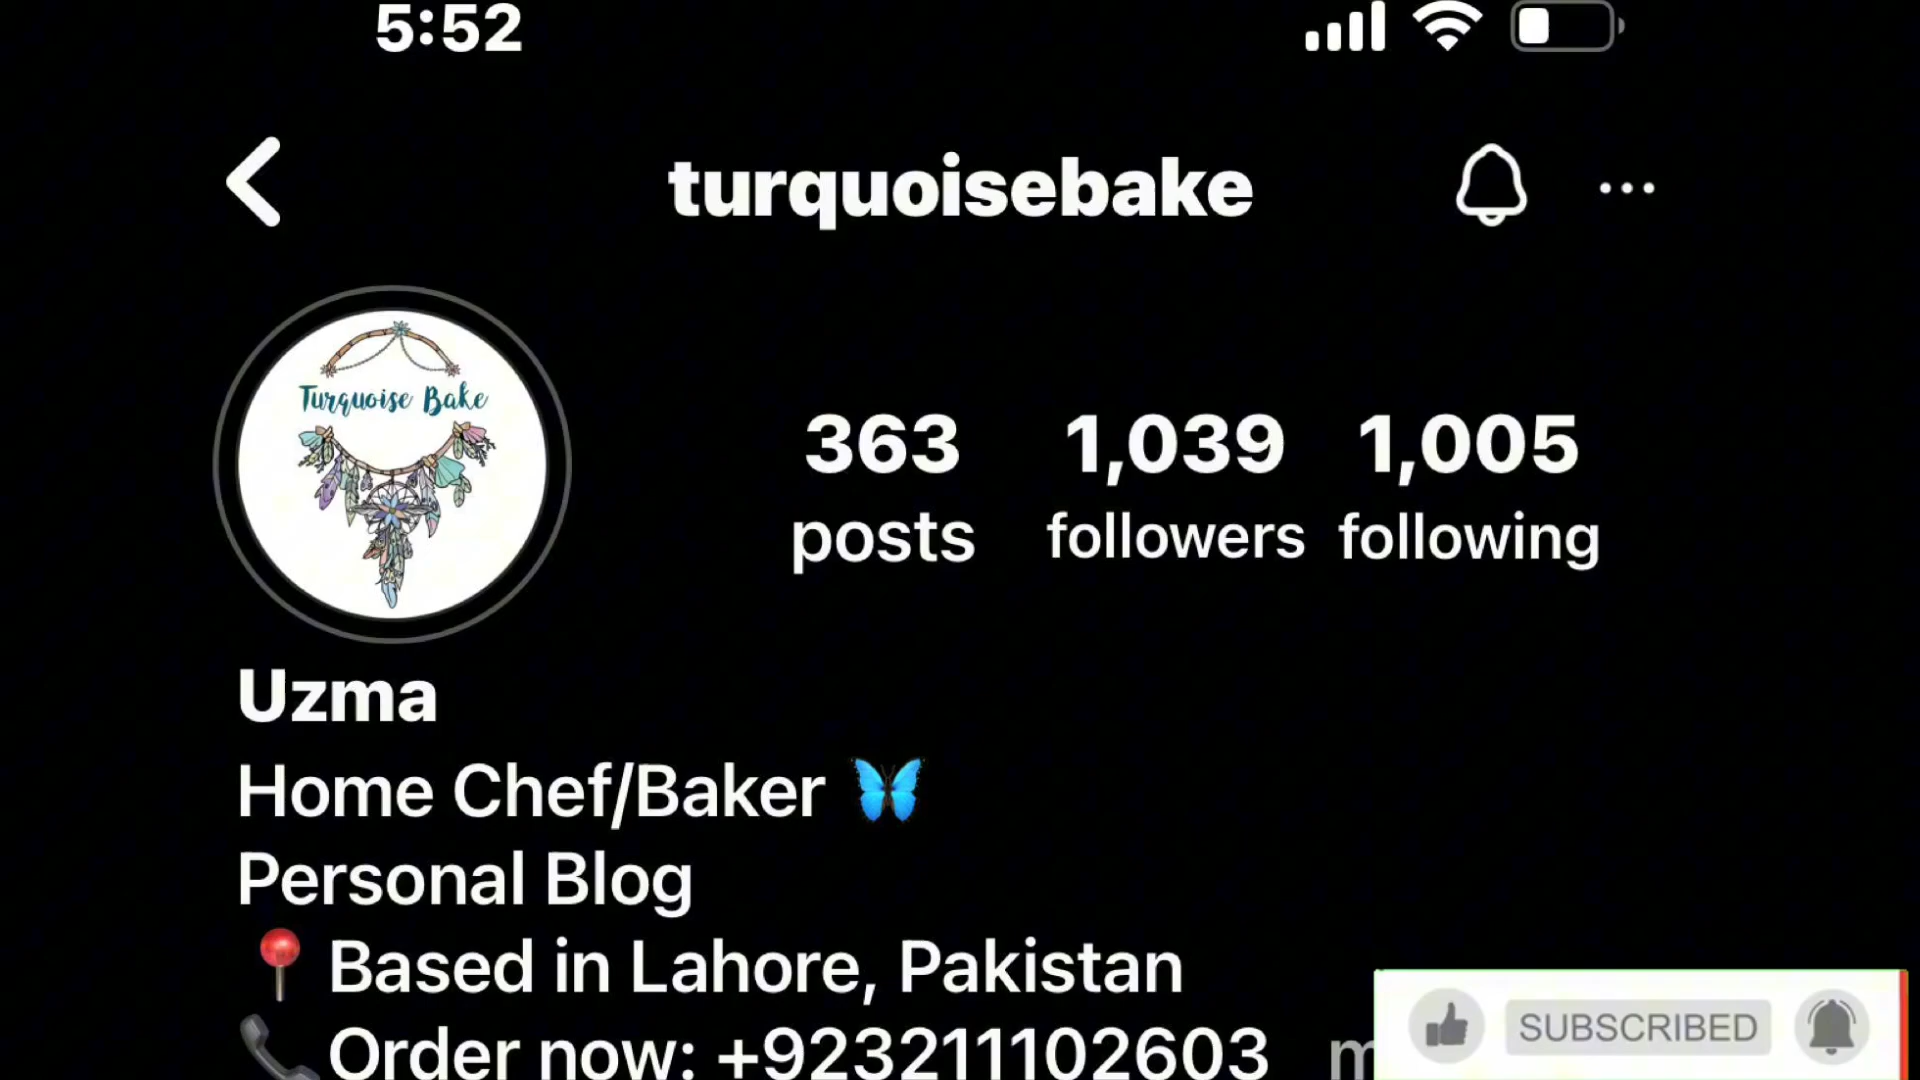 5:52
turquoisebake
Turquoise Bake
363 1,039 1,005
posts followers following
Uzma
Home Chef/Baker 🦋
Personal Blog
📍 Based in Lahore, Pakistan
📞 Order now: +923211102603
SUBSCRIBED